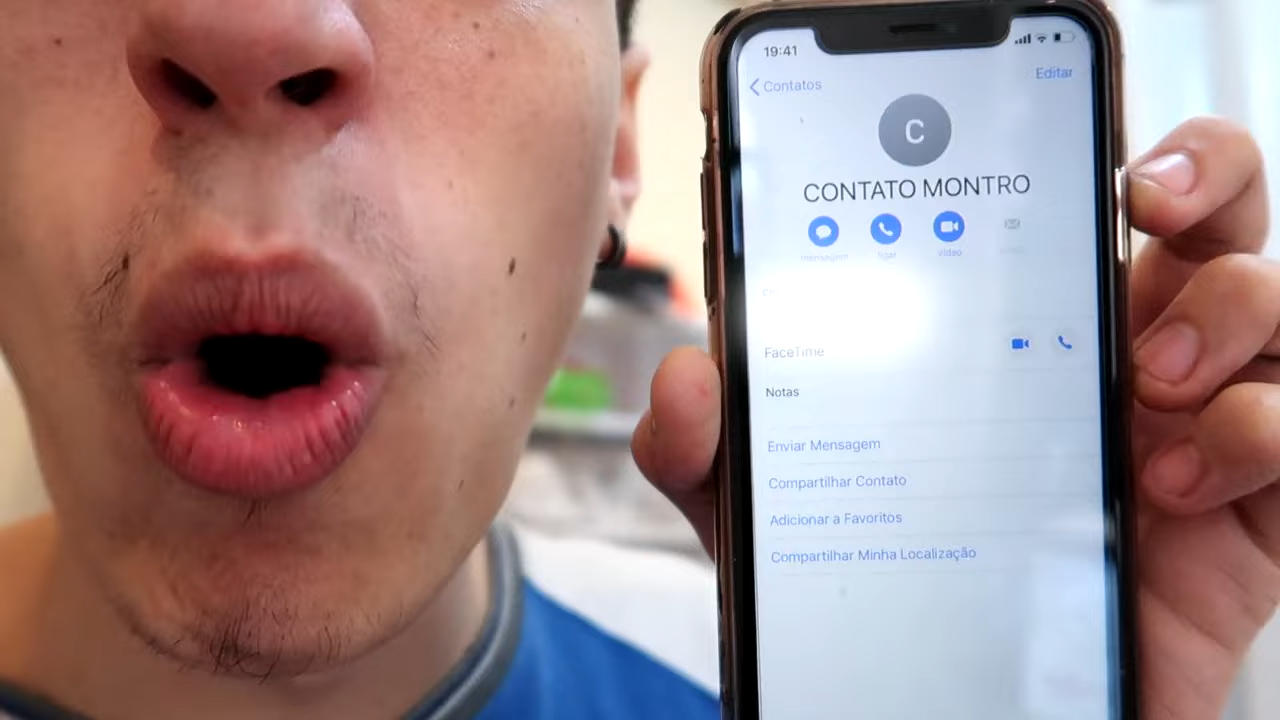 19:41
Contatos
Editar
C
CONTATO MONTRO
mensagem ligar vídeo
FaceTime
Notas
Enviar Mensagem
Compartilhar Contato
Adicionar a Favoritos
Compartilhar Minha Localização